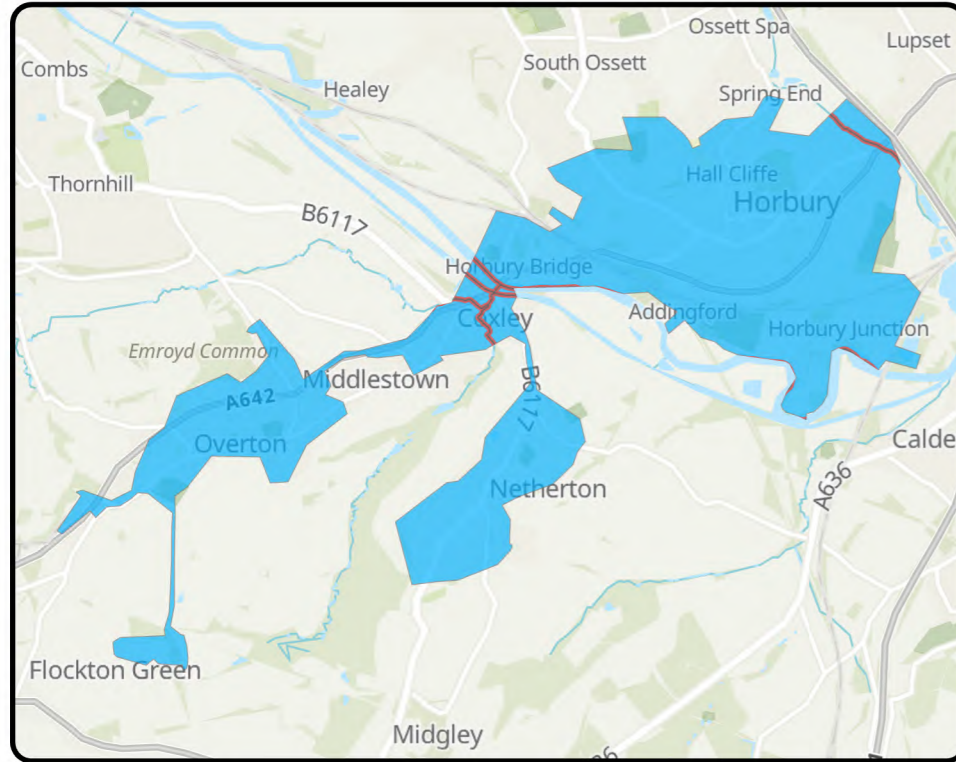 Ossett Spa
Lupset
South Ossett
Combs
Healey
Spring End
Hall Cliffe
Thornhill
Horbury
B6117
Horbury Bridge
Addingford
Coxley
Horbury Junction
Emroyd Common
Middlestown
B6117
A642
Overton
Calde
A636
Netherton
Flockton Green
Midgley